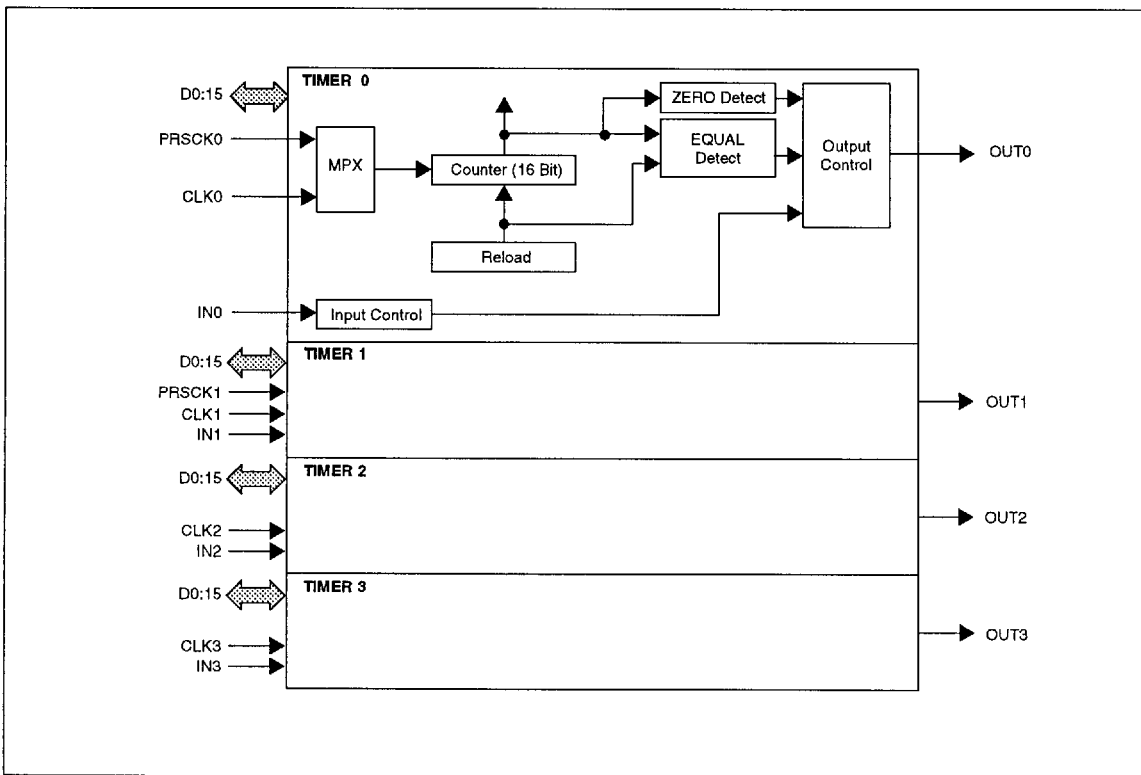 TIMER 0
D0:15
PRSCK0
CLK0
MPX
Counter (16 Bit)
Reload
ZERO Detect
EQUAL
Detect
Output
Control
OUT0
IN0
Input Control
TIMER 1
D0:15
PRSCK1
CLK1
IN1
OUT1
TIMER 2
D0:15
CLK2
IN2
OUT2
TIMER 3
D0:15
CLK3
IN3
OUT3